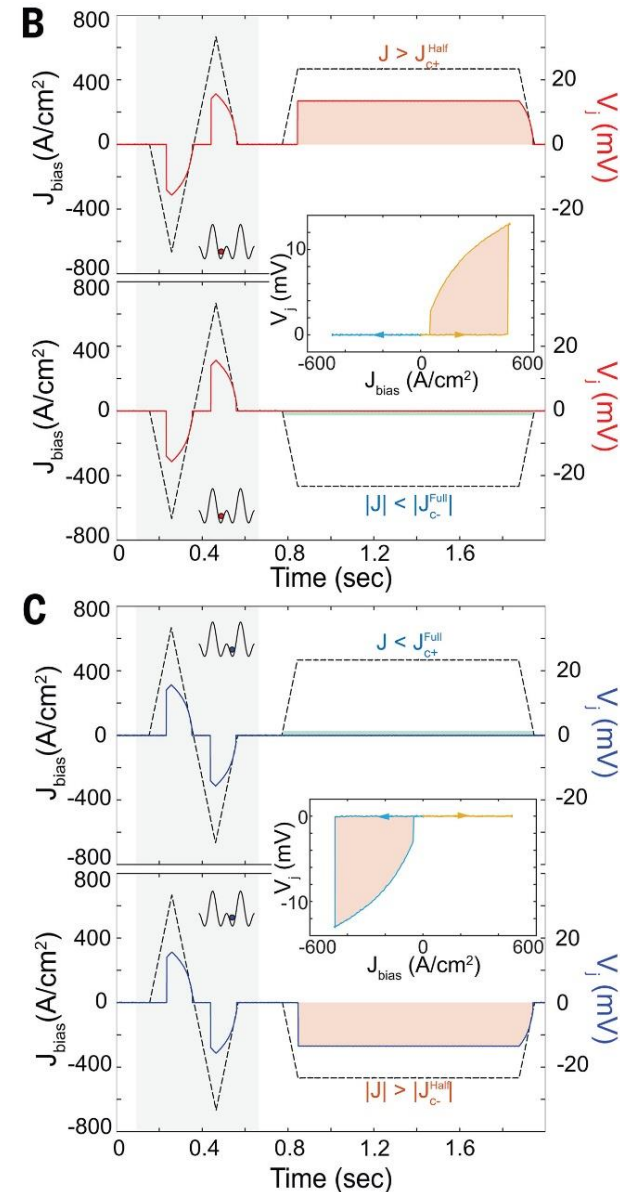 B
800
400
0
-400
-800
J_bias(A/cm²)
20
0
-20
V_j (mV)
J > J_c+^Half
10
0
V_j (mV)
-600
0
600
J_bias (A/cm²)
800
400
0
-400
-800
J_bias(A/cm²)
20
0
-20
V_j (mV)
|J| < |J_c-^Full|
0
0.4
0.8
1.2
1.6
Time (sec)
C
800
400
0
-400
-800
J_bias(A/cm²)
20
0
-20
V_j (mV)
J < J_c+^Full
0
-10
V_j (mV)
-600
0
600
J_bias (A/cm²)
800
400
0
-400
-800
J_bias(A/cm²)
20
0
-20
V_j (mV)
|J| > |J_c-^Half|
0
0.4
0.8
1.2
1.6
Time (sec)